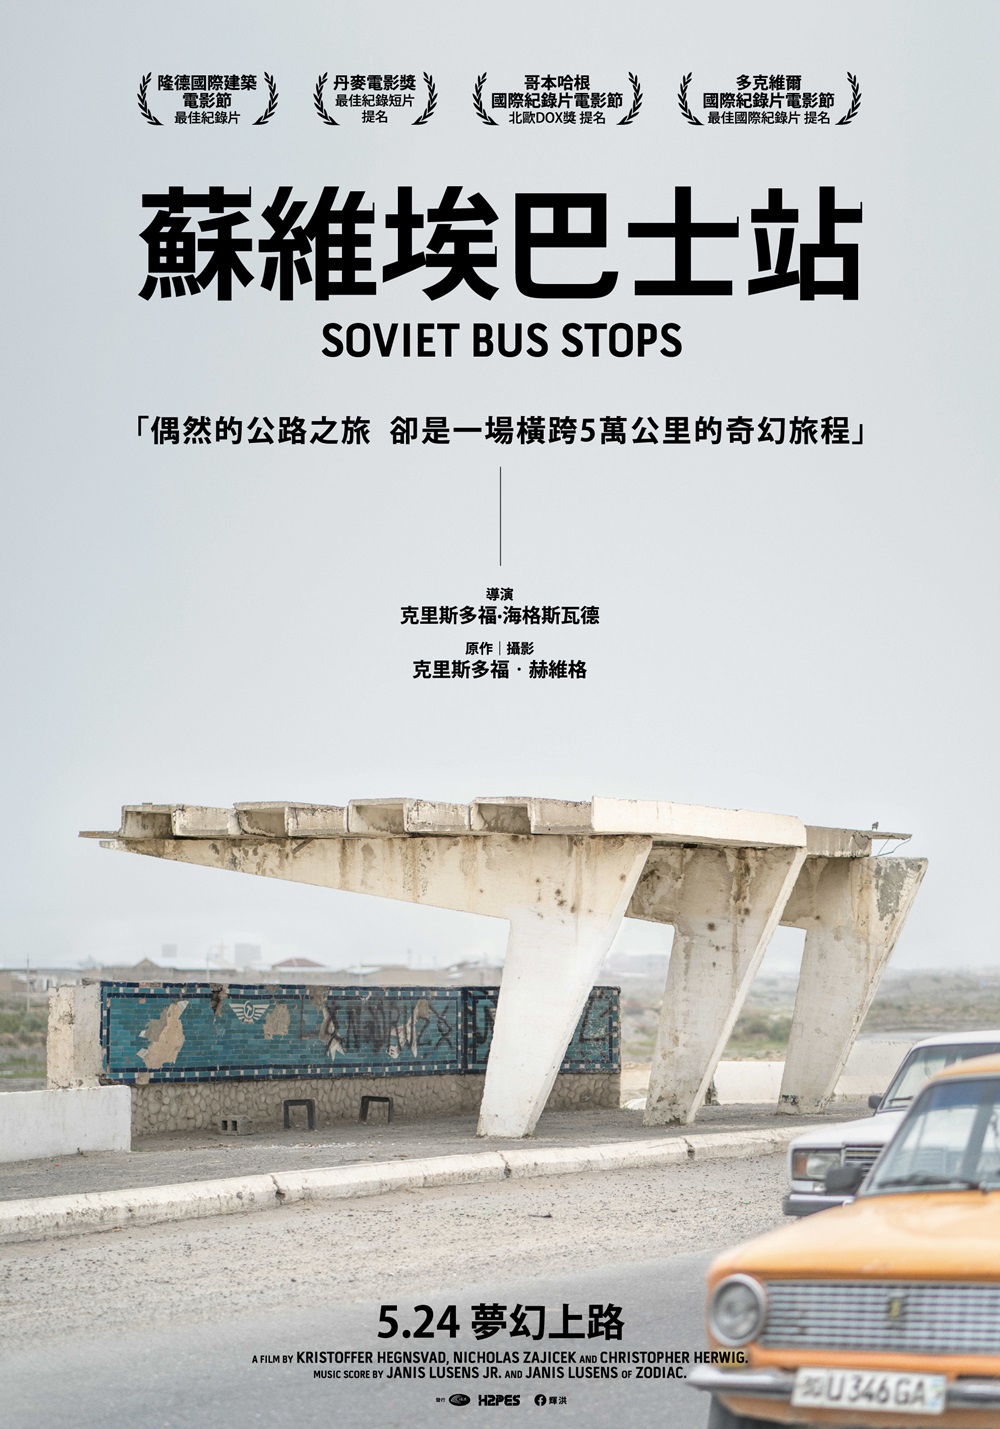 隆德國際建築
電影節
最佳紀錄片
丹麥電影獎
最佳紀錄短片
提名
哥本哈根
國際紀錄片電影節
北歐DOX獎 提名
多克維爾
國際紀錄片電影節
最佳國際紀錄片 提名
蘇維埃巴士站
SOVIET BUS STOPS
「偶然的公路之旅 卻是一場橫跨5萬公里的奇幻旅程」
導演
克里斯多福·海格斯瓦德
原作｜攝影
克里斯多福·赫維格
5.24 夢幻上路
A FILM BY KRISTOFFER HEGNSVAD, NICHOLAS ZAJICEK AND CHRISTOPHER HERWIG.
MUSIC SCORE BY JANIS LUSENS JR. AND JANIS LUSENS OF ZODIAC.
發行 H2PES 輝洪
U346GA